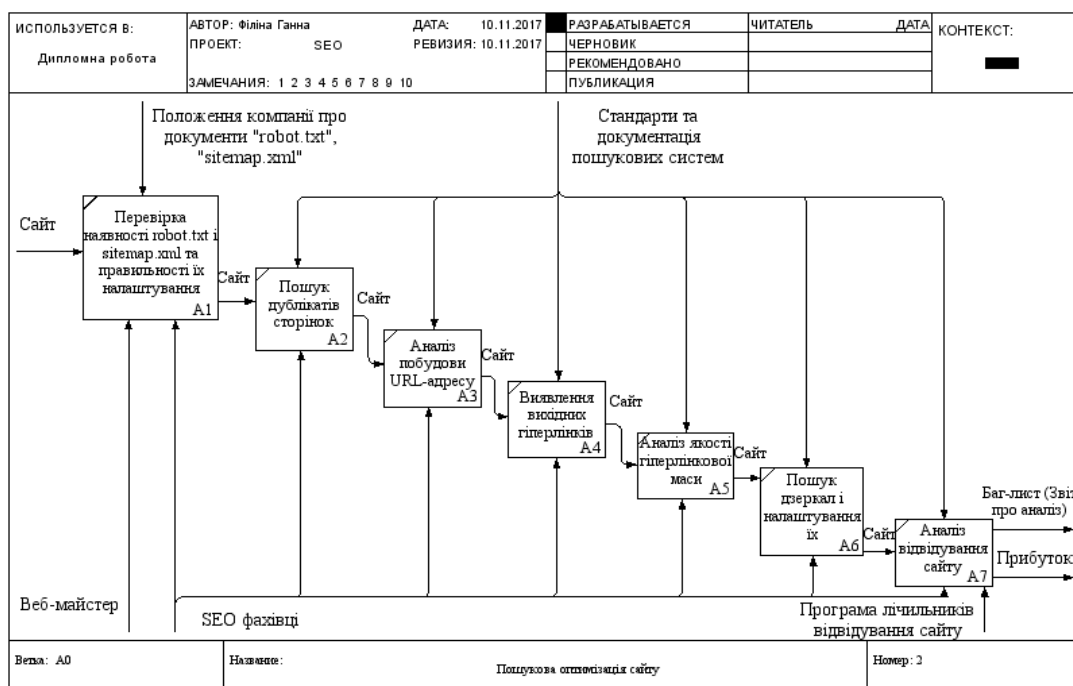 ИСПОЛЬЗУЕТСЯ В:
Дипломна робота
АВТОР: Філіна Ганна
ДАТА: 10.11.2017
ПРОЕКТ: SEO
РЕВИЗИЯ: 10.11.2017
ЗАМЕЧАНИЯ: 1 2 3 4 5 6 7 8 9 10
РАЗРАБАТЫВАЕТСЯ
ЧЕРНОВИК
РЕКОМЕНДОВАНО
ПУБЛИКАЦИЯ
ЧИТАТЕЛЬ
ДАТА
КОНТЕКСТ:
Положення компанії про
документи "robot.txt",
"sitemap.xml"
Стандарти та
документація
пошукових систем
Сайт
Перевірка
наявності robot.txt і
sitemap.xml та
правильності їх
налаштування
A1
Сайт
Пошук
дублікатів
сторінок
A2
Сайт
Аналіз
побудови
URL-адресу
A3
Сайт
Виявлення
вихідних
гіперлінків
A4
Сайт
Аналіз якості
гіперлінкової
маси
A5
Сайт
Пошук
дзеркал і
налаштування
їх
A6
Сайт
Аналіз
відвідування
сайту
A7
Баг-лист (Звіт
про аналіз)
Прибуток
Веб-майстер
SEO фахівці
Програма лічильників
відвідування сайту
Ветка: A0
Название:
Пошукова оптимізація сайту
Номер: 2